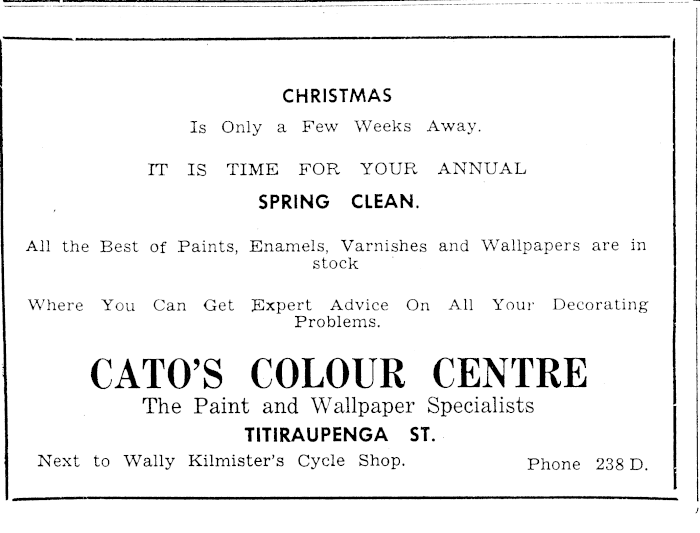 CHRISTMAS
Is Only a Few Weeks Away.
IT IS TIME FOR YOUR ANNUAL
SPRING CLEAN.
All the Best of Paints, Enamels, Varnishes and Wallpapers are in
stock
Where You Can Get Expert Advice On All Your Decorating
Problems.
CATO'S COLOUR CENTRE
The Paint and Wallpaper Specialists
TITIRAUPENGA ST.
Next to Wally Kilmister's Cycle Shop.
Phone 238 D.